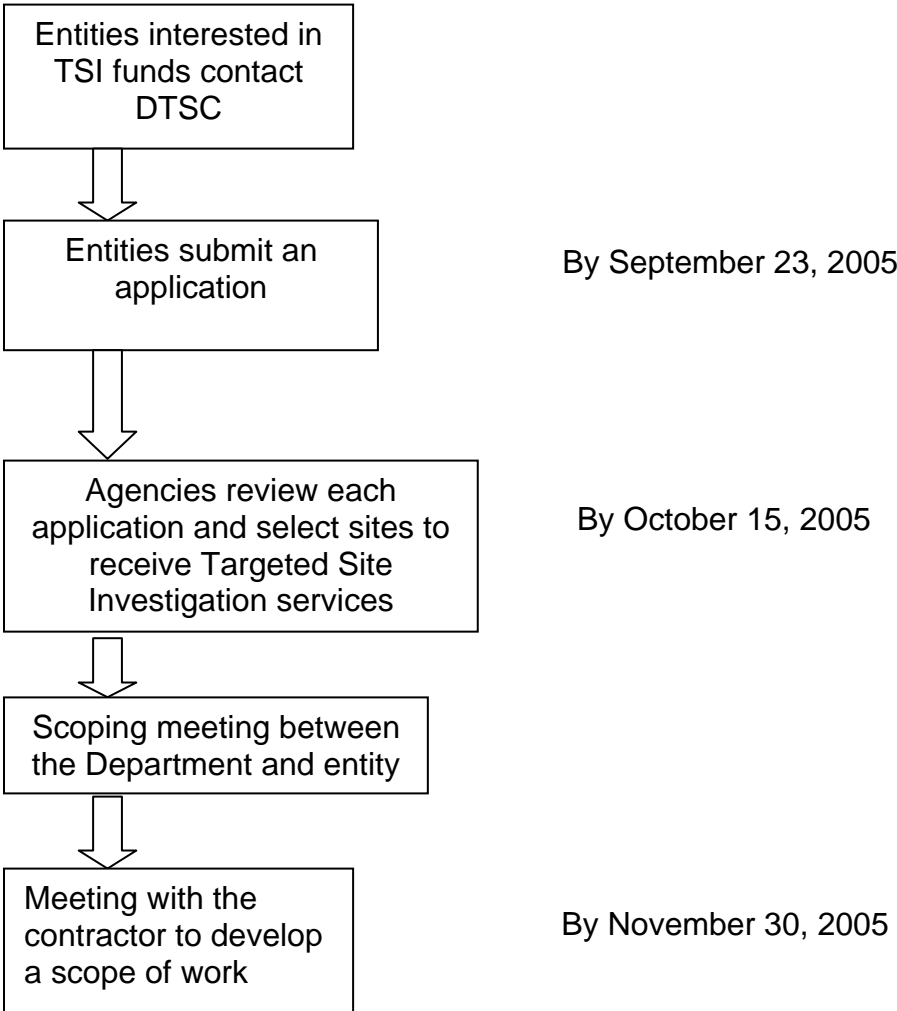 Entities interested in
TSI funds contact
DTSC
Entities submit an
application
By September 23, 2005
Agencies review each
application and select sites to
receive Targeted Site
Investigation services
By October 15, 2005
Scoping meeting between
the Department and entity
Meeting with the
contractor to develop
a scope of work
By November 30, 2005